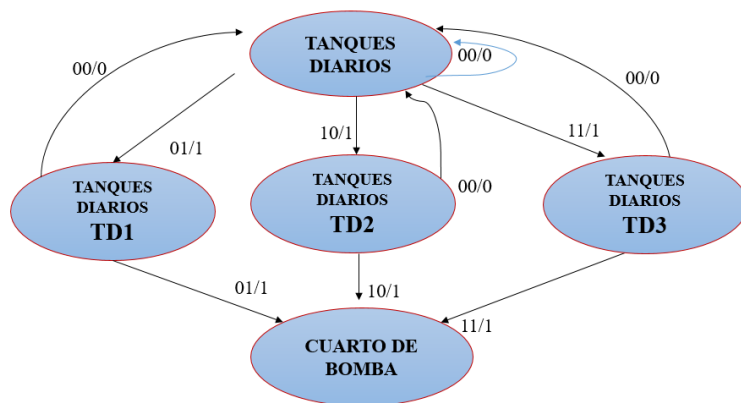 TANQUES
DIARIOS
00/0
00/0
00/0
01/1
10/1
11/1
TANQUES
DIARIOS
TD1
TANQUES
DIARIOS
TD2
00/0
TANQUES
DIARIOS
TD3
01/1
10/1
11/1
CUARTO DE
BOMBA